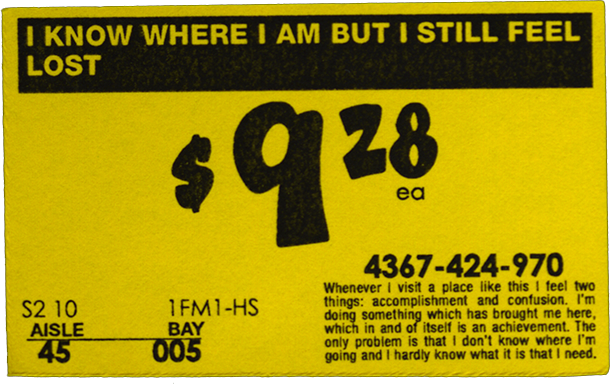 I KNOW WHERE I AM BUT I STILL FEEL
LOST
$9 28
ea
4367-424-970
Whenever I visit a place like this I feel two
things: accomplishment and confusion. I'm
doing something which has brought me here,
which in and of itself is an achievement. The
only problem is that I don't know where I'm
going and I hardly know what it is that I need.
S2 10 1FM1-HS
AISLE BAY
45 005